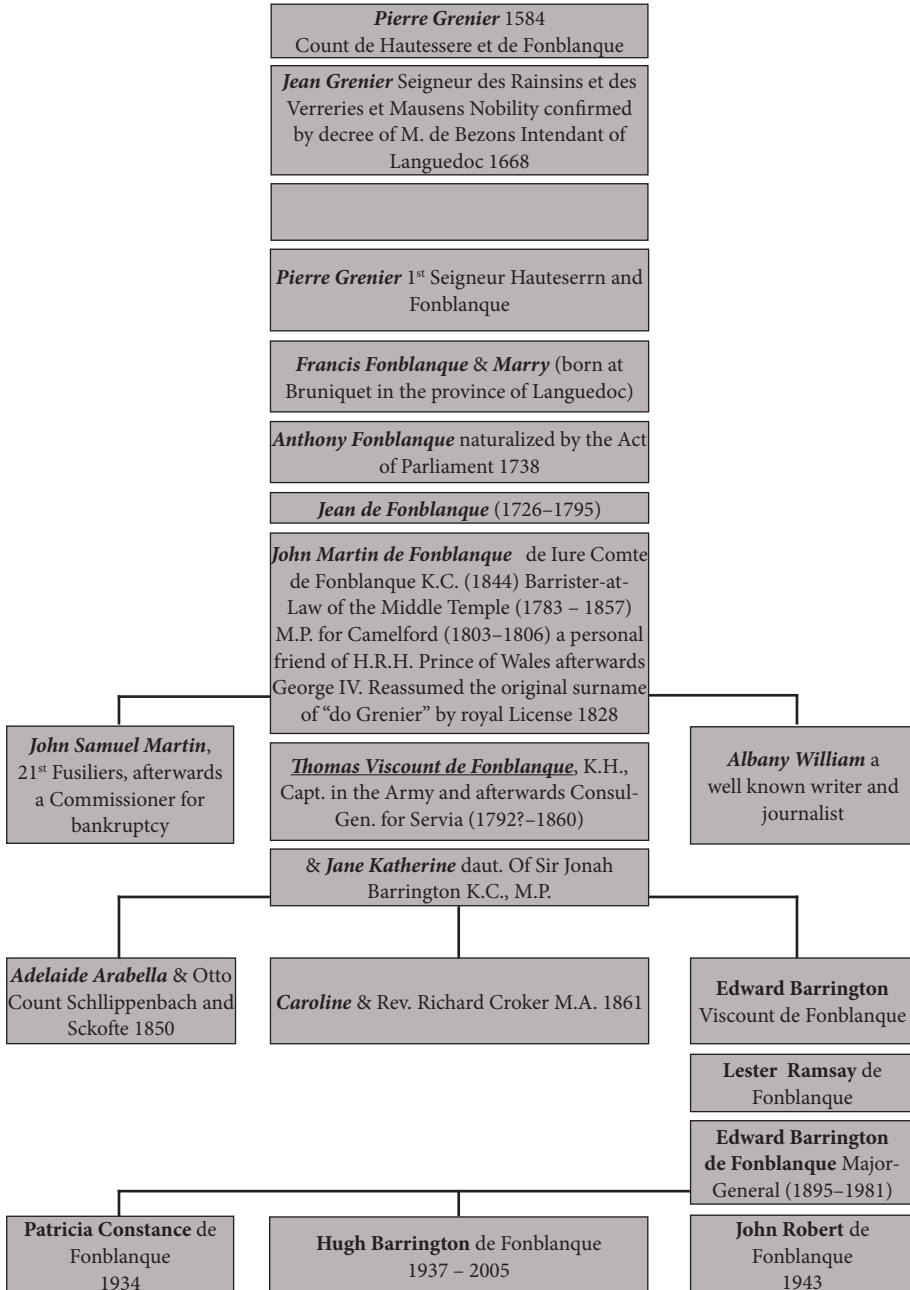 Pierre Grenier 1584
Count de Hautessere et de Fonblanque
Jean Grenier Seigneur des Rainsins et des
Verreries et Mausens Nobility confirmed
by decree of M. de Bezons Intendant of
Languedoc 1668
Pierre Grenier 1st Seigneur Hauteserrn and
Fonblanque
Francis Fonblanque & Marry (born at
Bruniquet in the province of Languedoc)
Anthony Fonblanque naturalized by the Act
of Parliament 1738
Jean de Fonblanque (1726–1795)
John Martin de Fonblanque de Iure Comte
de Fonblanque K.C. (1844) Barrister-at-
Law of the Middle Temple (1783 – 1857)
M.P. for Camelford (1803–1806) a personal
friend of H.R.H. Prince of Wales afterwards
George IV. Reassumed the original surname
of “do Grenier” by royal License 1828
John Samuel Martin,
21st Fusiliers, afterwards
a Commissioner for
bankruptcy
Thomas Viscount de Fonblanque, K.H.,
Capt. in the Army and afterwards Consul-
Gen. for Servia (1792?–1860)
Albany William a
well known writer and
journalist
& Jane Katherine daut. Of Sir Jonah
Barrington K.C., M.P.
Adelaide Arabella & Otto
Count Schllippenbach and
Sckofte 1850
Caroline & Rev. Richard Croker M.A. 1861
Edward Barrington
Viscount de Fonblanque
Lester Ramsay de
Fonblanque
Edward Barrington
de Fonblanque Major-
General (1895–1981)
Patricia Constance de
Fonblanque
1934
Hugh Barrington de Fonblanque
1937 – 2005
John Robert de
Fonblanque
1943